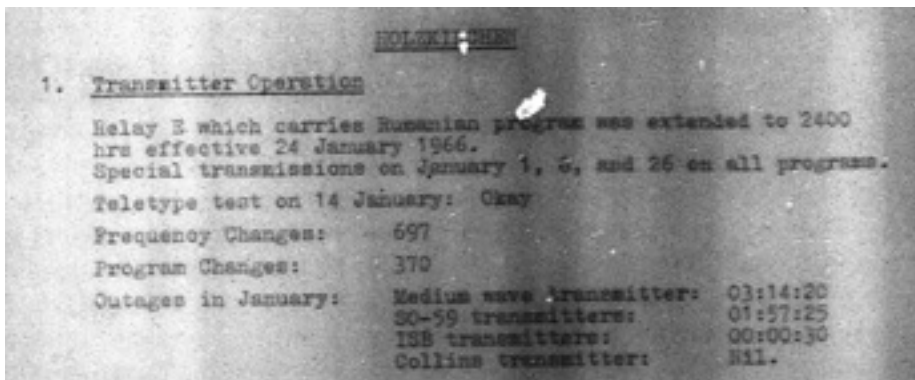 HOLZKIRCHEN
1. Transmitter Operation
Relay E which carries Rumanian program was extended to 2400
hrs effective 24 January 1966.
Special transmissions on January 1, 6, and 26 on all programs.
Teletype test on 14 January: Okay
Frequency Changes: 697
Program Changes: 370
Outages in January: Medium wave transmitter: 03:14:20
SO-59 transmitters: 01:57:25
ISB transmitters: 00:00:30
Collins transmitter: Nil.